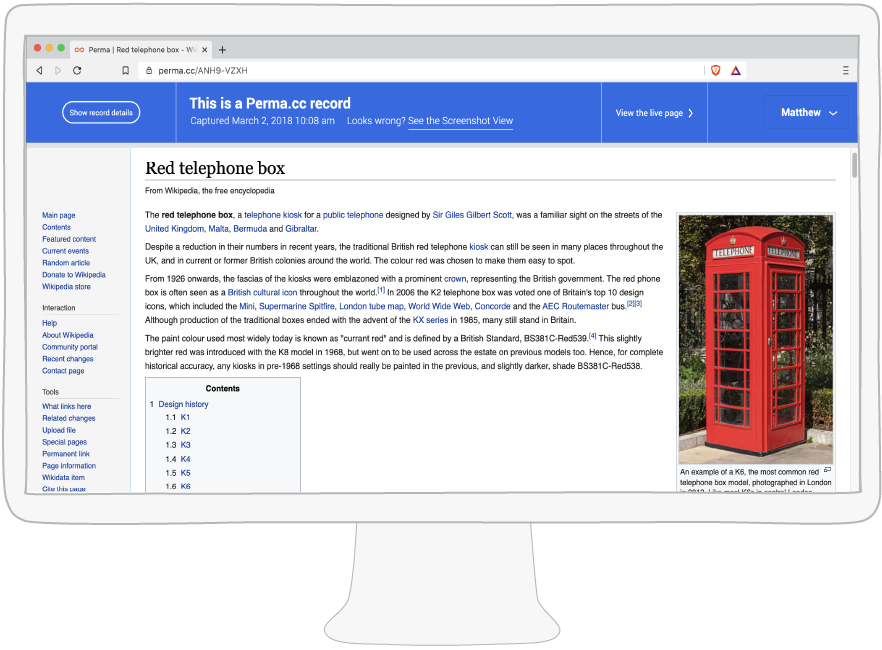 Perma | Red telephone box - Wi
perma.cc/ANH9-VZXH
Show record details
This is a Perma.cc record
Captured March 2, 2018 10:08 am Looks wrong? See the Screenshot View
View the live page
Matthew
Red telephone box
From Wikipedia, the free encyclopedia
Main page
Contents
Featured content
Current events
Random article
Donate to Wikipedia
Wikipedia store
Interaction
Help
About Wikipedia
Community portal
Recent changes
Contact page
Tools
What links here
Related changes
Upload file
Special pages
Permanent link
Page information
Wikidata item
Cite this page
The red telephone box, a telephone kiosk for a public telephone designed by Sir Giles Gilbert Scott, was a familiar sight on the streets of the
United Kingdom, Malta, Bermuda and Gibraltar.
Despite a reduction in their numbers in recent years, the traditional British red telephone kiosk can still be seen in many places throughout the
UK, and in current or former British colonies around the world. The colour red was chosen to make them easy to spot.
From 1926 onwards, the fascias of the kiosks were emblazoned with a prominent crown, representing the British government. The red phone
box is often seen as a British cultural icon throughout the world.[1] In 2006 the K2 telephone box was voted one of Britain's top 10 design
icons, which included the Mini, Supermarine Spitfire, London tube map, World Wide Web, Concorde and the AEC Routemaster bus.[2][3]
Although production of the traditional boxes ended with the advent of the KX series in 1985, many still stand in Britain.
The paint colour used most widely today is known as "currant red" and is defined by a British Standard, BS381C-Red539.[4] This slightly
brighter red was introduced with the K8 model in 1968, but went on to be used across the estate on previous models too. Hence, for complete
historical accuracy, any kiosks in pre-1968 settings should really be painted in the previous, and slightly darker, shade BS381C-Red538.
Contents
1 Design history
1.1 K1
1.2 K2
1.3 K3
1.4 K4
1.5 K5
1.6 K6
TELEPHONE
TELEPHONE
An example of a K6, the most common red
telephone box model, photographed in London